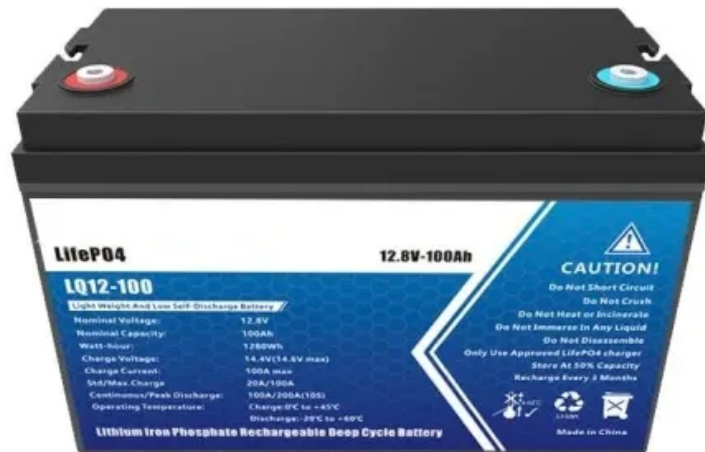 LifePO4
12.8V-100Ah
LQ12-100
Light Weight And Low Self-Discharge Battery
Nominal Voltage: 12.8V
Nominal Capacity: 100Ah
Watt-hour: 1280Wh
Charge Voltage: 14.4V(14.6V max)
Charge Current: 100A max
Std/Max.Charge 20A/100A
Continuous/Peak Discharge: 100A/200A(10S)
Operating Temperature: Charge:0℃ to +45℃
Discharge:-20℃ to +60℃
Lithium Iron Phosphate Rechargeable Deep Cycle Battery
CAUTION!
Do Not Short Circuit
Do Not Crush
Do Not Heat or Incinerate
Do Not Immerse In Any Liquid
Do Not Disassemble
Only Use Approved LifePO4 charger
Store At 50% Capacity
Recharge Every 3 Months
Li-ion
Made in China